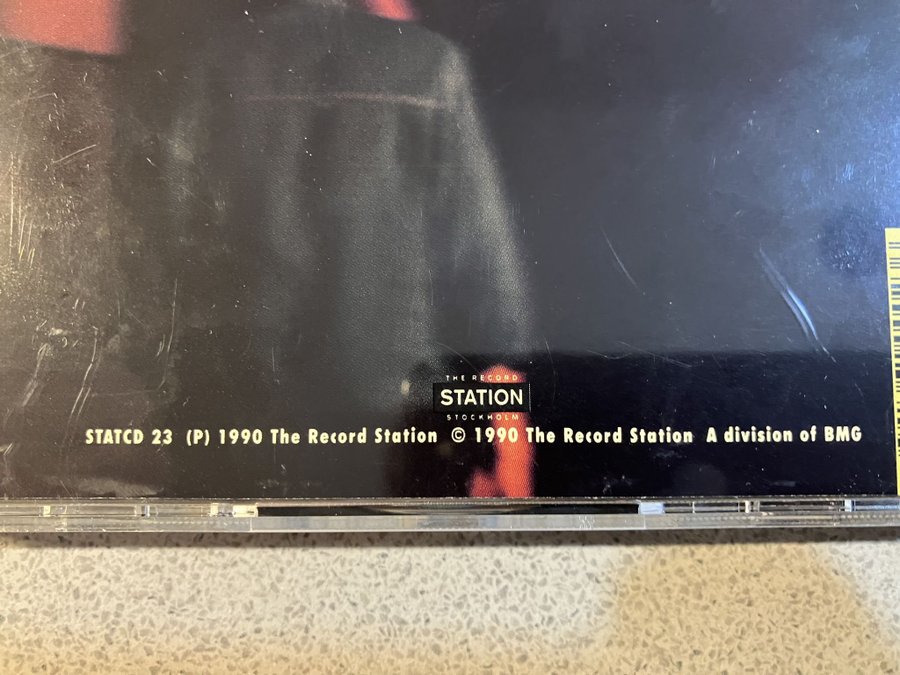 THE RECORD
STATION
STOCKHOLM
STATCD 23 (P) 1990 The Record Station © 1990 The Record Station A division of BMG